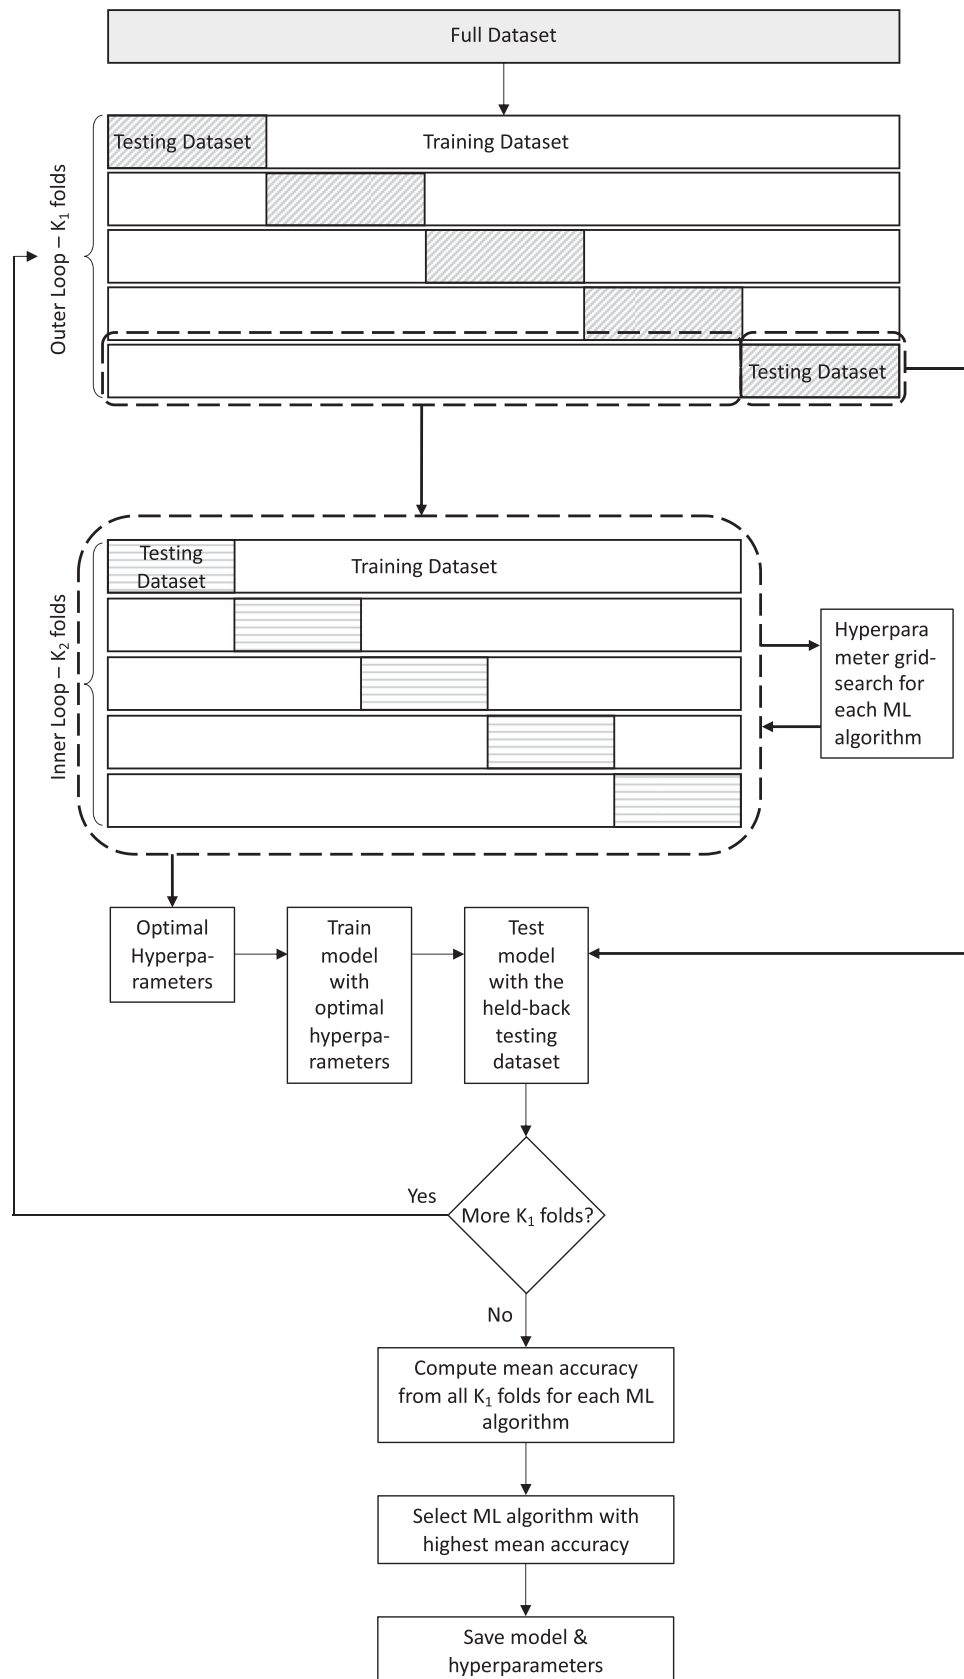 Full Dataset
Testing Dataset
Training Dataset
Outer Loop – K₁ folds
Testing Dataset
Testing
Dataset
Training Dataset
Inner Loop – K₂ folds
Hyperpara
meter grid-
search for
each ML
algorithm
Optimal
Hyperpa-
rameters
Train
model
with
optimal
hyperpa-
rameters
Test
model
with the
held-back
testing
dataset
Yes
More K₁ folds?
No
Compute mean accuracy
from all K₁ folds for each ML
algorithm
Select ML algorithm with
highest mean accuracy
Save model &
hyperparameters